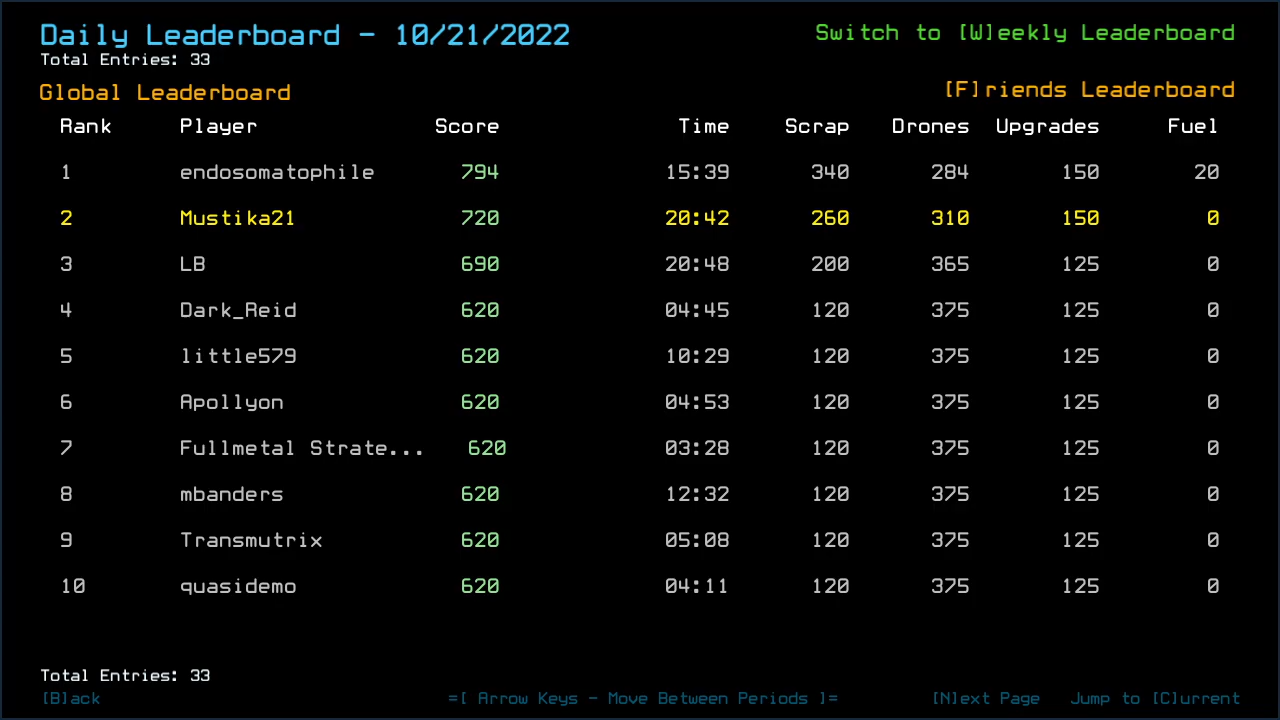 Daily Leaderboard - 10/21/2022 Switch to [W]eekly Leaderboard
Total Entries: 33
Global Leaderboard [F]riends Leaderboard
Rank Player Score Time Scrap Drones Upgrades Fuel
1 endosomatophile 794 15:39 340 284 150 20
2 Mustika21 720 20:42 260 310 150 0
3 LB 690 20:48 200 365 125 0
4 Dark_Reid 620 04:45 120 375 125 0
5 little579 620 10:29 120 375 125 0
6 Apollyon 620 04:53 120 375 125 0
7 Fullmetal Strate... 620 03:28 120 375 125 0
8 mbanders 620 12:32 120 375 125 0
9 Transmutrix 620 05:08 120 375 125 0
10 quasidemo 620 04:11 120 375 125 0
Total Entries: 33
[B]ack =[ Arrow Keys - Move Between Periods ]= [N]ext Page Jump to [C]urrent